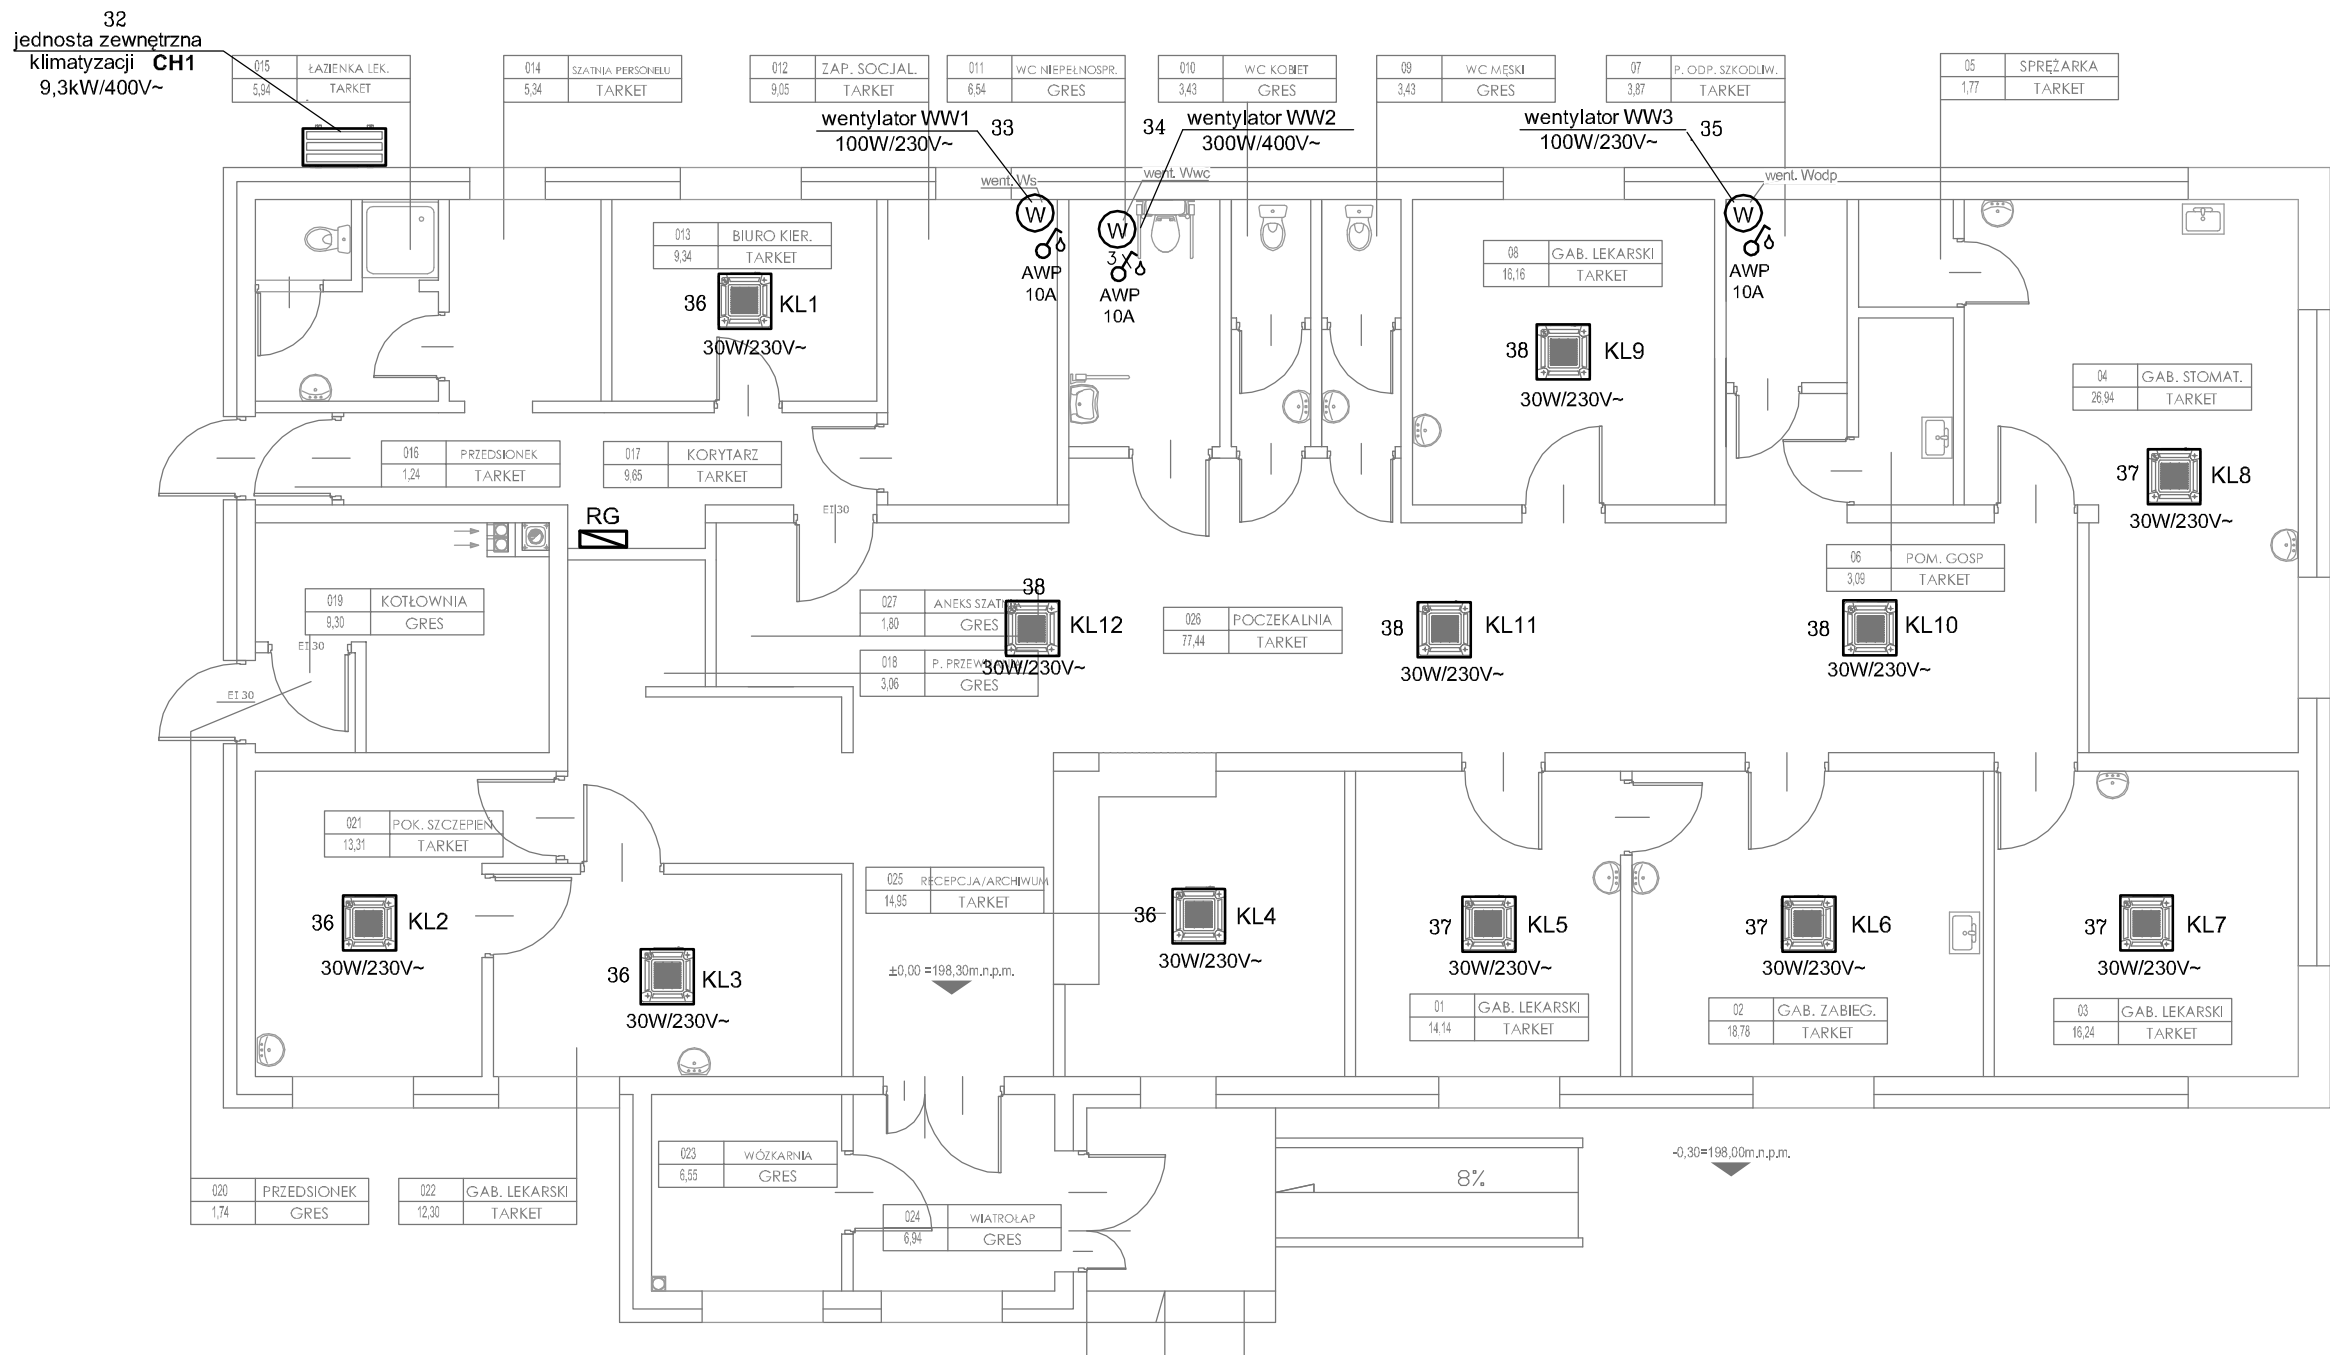 32
jednosta zewnętrzna
klimatyzacji CH1
9,3kW/400V~
015 ŁAZIENKA LEK.
5,94 TARKET
014 SZATNIA PERSONELU
5,34 TARKET
012 ZAP. SOCJAL.
9,05 TARKET
011 WC NIEPEŁNOSPR.
6,54 GRES
010 WC KOBIET
3,43 GRES
09 WC MĘSKI
3,43 GRES
07 P. ODP. SZKODLIW.
3,87 TARKET
05 SPRĘŻARKA
1,77 TARKET
wentylator WW1 33
100W/230V~
34 wentylator WW2
300W/400V~
wentylator WW3 35
100W/230V~
went. Ws
went. Wwc
went. Wodp
W
W
W
AWP
10A
3
AWP
10A
AWP
10A
013 BIURO KIER.
9,34 TARKET
36 KL1
30W/230V~
08 GAB. LEKARSKI
16,16 TARKET
38 KL9
30W/230V~
04 GAB. STOMAT.
26,94 TARKET
37 KL8
30W/230V~
016 PRZEDSIONEK
1,24 TARKET
017 KORYTARZ
9,65 TARKET
RG
EI 30
06 POM. GOSP
3,09 TARKET
019 KOTŁOWNIA
9,30 GRES
EI 30
EI 30
027 ANEKS SZATN
1,80 GRES
38
KL12
30W/230V~
018 P. PRZEW
3,06 GRES
026 POCZEKALNIA
77,44 TARKET
38 KL11
30W/230V~
38 KL10
30W/230V~
021 POK. SZCZEPIEŃ
13,31 TARKET
36 KL2
30W/230V~
36 KL3
30W/230V~
025 RECEPCJA/ARCHIWUM
14,95 TARKET
36 KL4
30W/230V~
37 KL5
30W/230V~
37 KL6
30W/230V~
37 KL7
30W/230V~
±0,00 =198,30m.n.p.m.
01 GAB. LEKARSKI
14,14 TARKET
02 GAB. ZABIEG.
18,78 TARKET
03 GAB. LEKARSKI
16,24 TARKET
023 WÓZKARNIA
6,55 GRES
-0,30=198,00m.n.p.m.
8%
020 PRZEDSIONEK
1,74 GRES
022 GAB. LEKARSKI
12,30 TARKET
024 WIATROŁAP
6,94 GRES